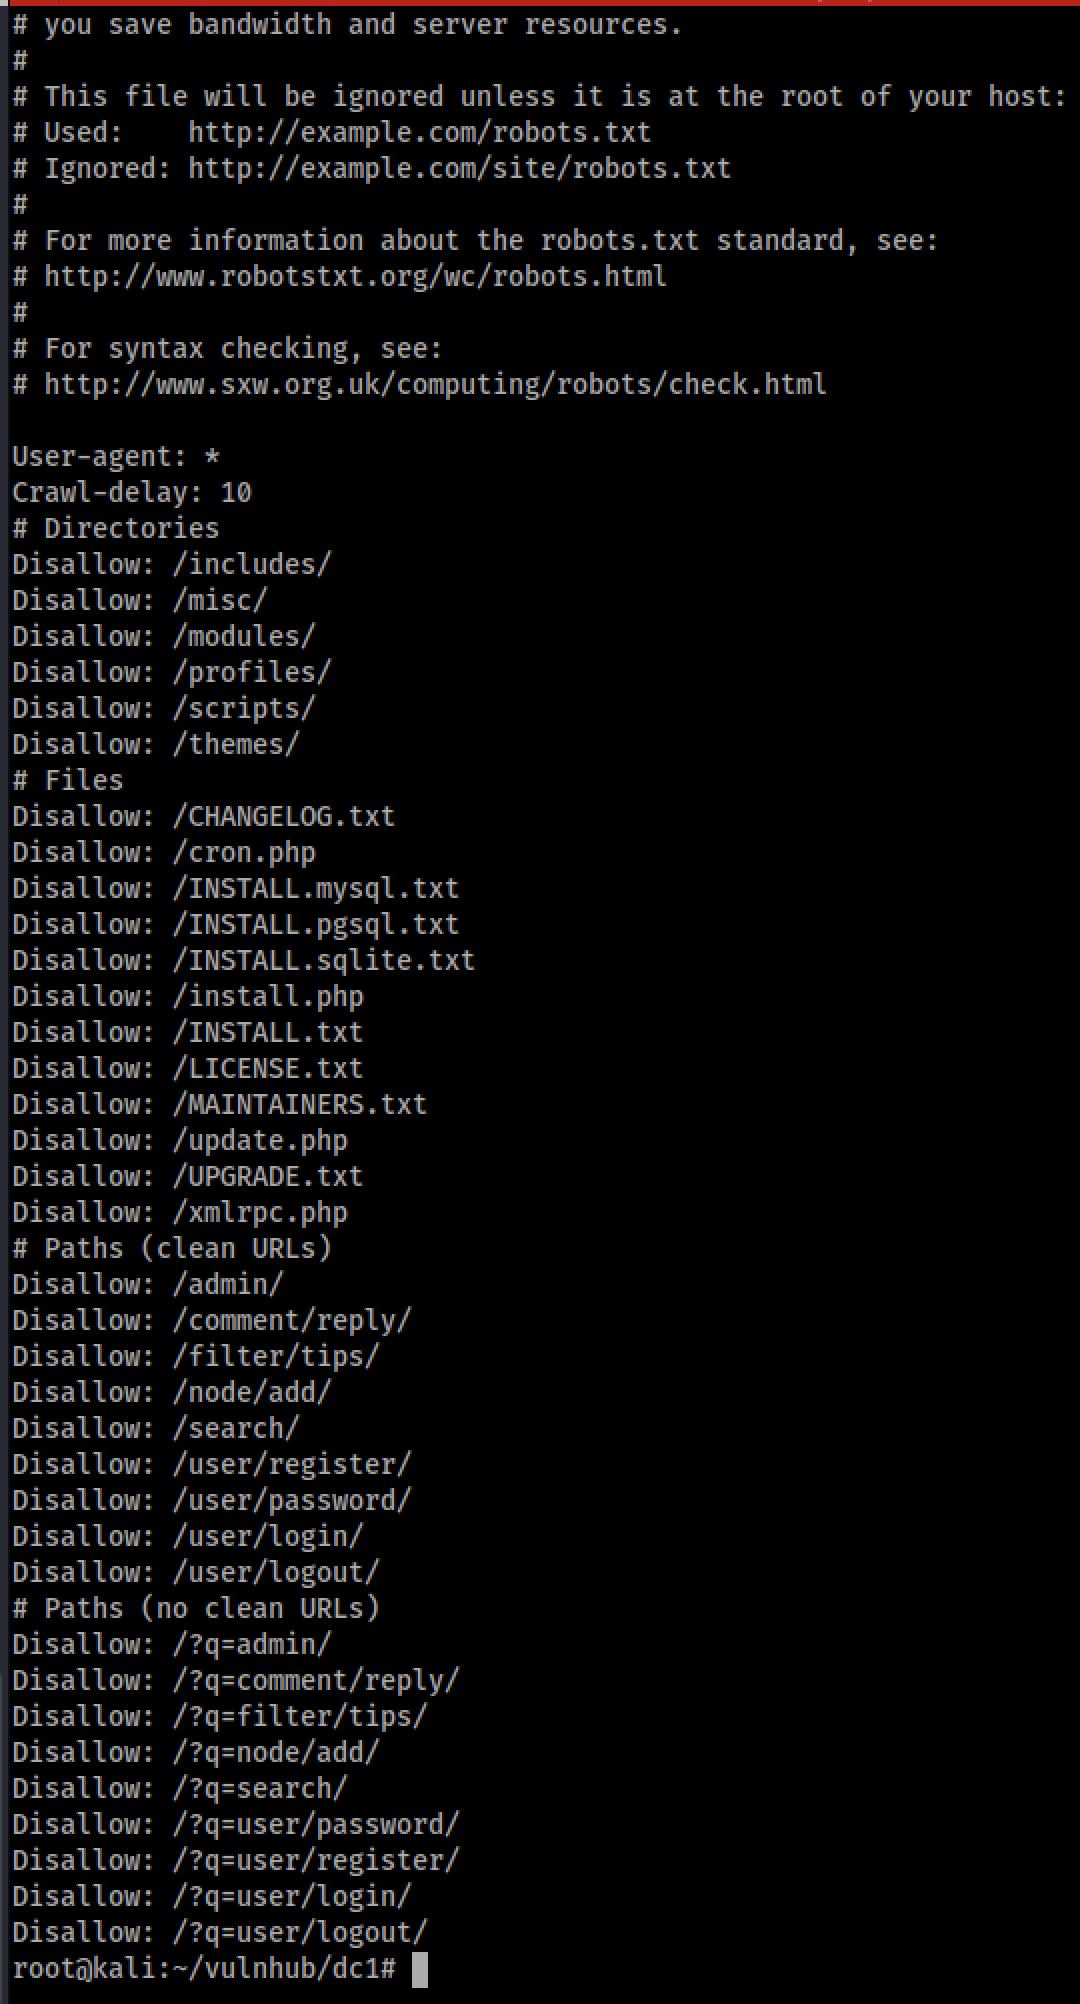 # you save bandwidth and server resources.
#
# This file will be ignored unless it is at the root of your host:
# Used:    http://example.com/robots.txt
# Ignored: http://example.com/site/robots.txt
#
# For more information about the robots.txt standard, see:
# http://www.robotstxt.org/wc/robots.html
#
# For syntax checking, see:
# http://www.sxw.org.uk/computing/robots/check.html

User-agent: *
Crawl-delay: 10
# Directories
Disallow: /includes/
Disallow: /misc/
Disallow: /modules/
Disallow: /profiles/
Disallow: /scripts/
Disallow: /themes/
# Files
Disallow: /CHANGELOG.txt
Disallow: /cron.php
Disallow: /INSTALL.mysql.txt
Disallow: /INSTALL.pgsql.txt
Disallow: /INSTALL.sqlite.txt
Disallow: /install.php
Disallow: /INSTALL.txt
Disallow: /LICENSE.txt
Disallow: /MAINTAINERS.txt
Disallow: /update.php
Disallow: /UPGRADE.txt
Disallow: /xmlrpc.php
# Paths (clean URLs)
Disallow: /admin/
Disallow: /comment/reply/
Disallow: /filter/tips/
Disallow: /node/add/
Disallow: /search/
Disallow: /user/register/
Disallow: /user/password/
Disallow: /user/login/
Disallow: /user/logout/
# Paths (no clean URLs)
Disallow: /?q=admin/
Disallow: /?q=comment/reply/
Disallow: /?q=filter/tips/
Disallow: /?q=node/add/
Disallow: /?q=search/
Disallow: /?q=user/password/
Disallow: /?q=user/register/
Disallow: /?q=user/login/
Disallow: /?q=user/logout/
root@kali:~/vulnhub/dc1#